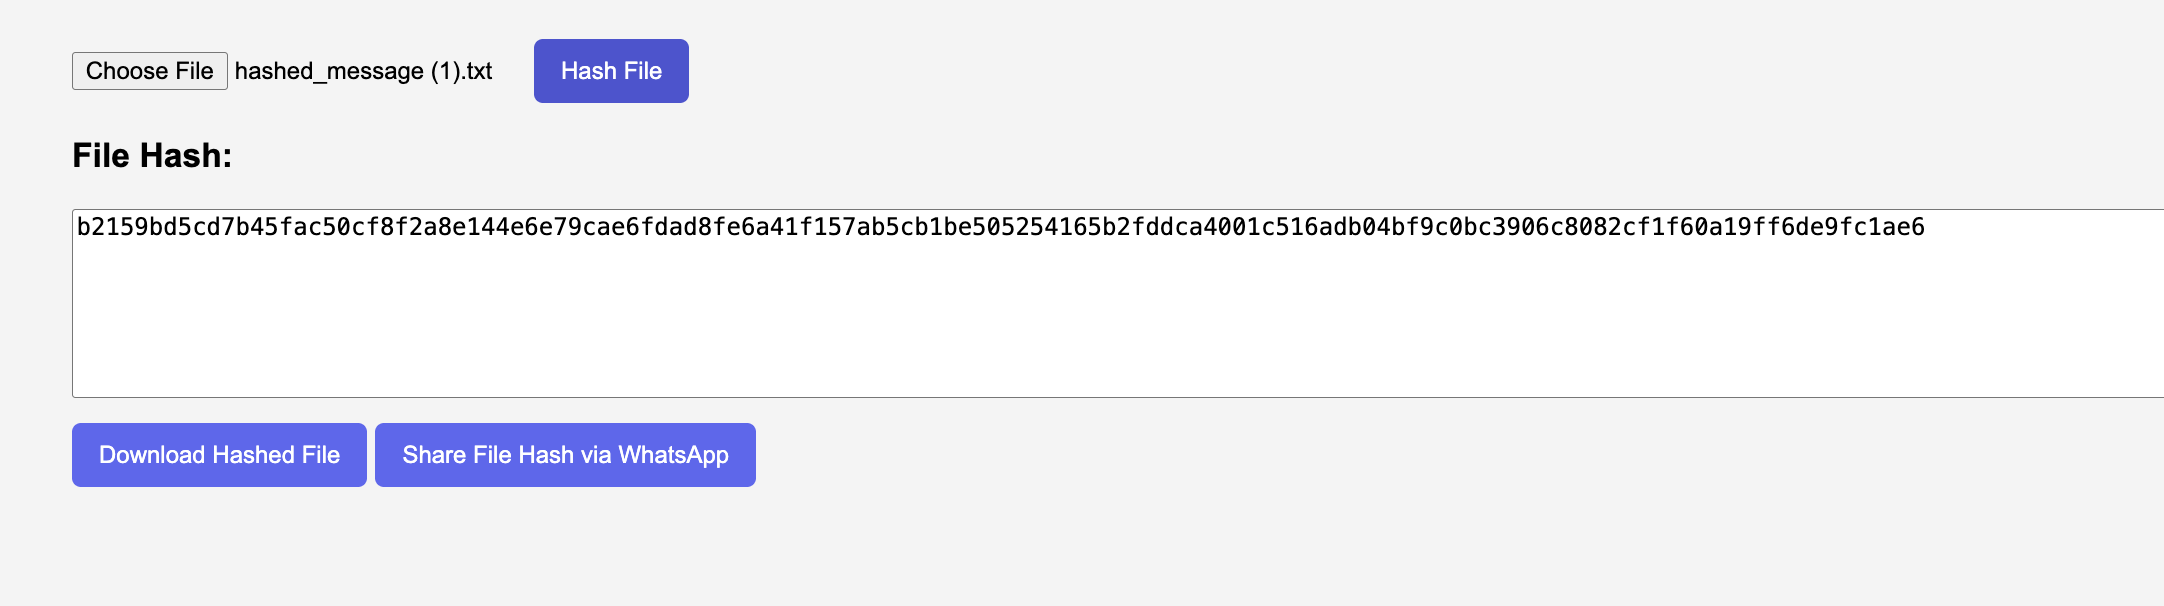 Choose File hashed_message (1).txt Hash File
File Hash:
b2159bd5cd7b45fac50cf8f2a8e144e6e79cae6fdad8fe6a41f157ab5cb1be505254165b2fddca4001c516adb04bf9c0bc3906c8082cf1f60a19ff6de9fc1ae6
Download Hashed File Share File Hash via WhatsApp